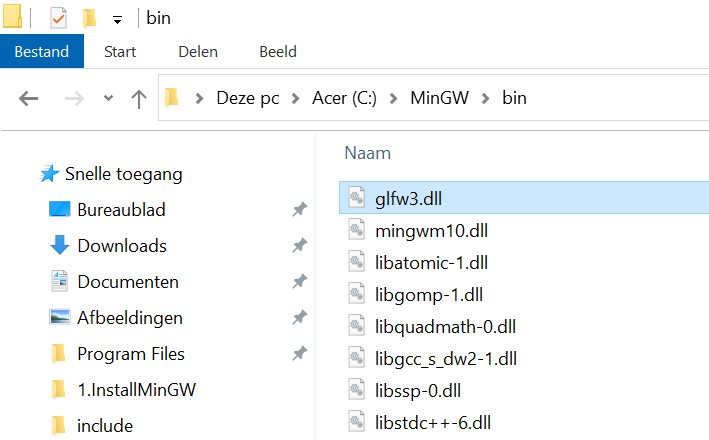 bin
Bestand Start Delen Beeld
Deze pc Acer (C:) MinGW bin
Naam
Snelle toegang
glfw3.dll
Bureaublad
mingwm10.dll
Downloads
libatomic-1.dll
Documenten
libgomp-1.dll
Afbeeldingen
libquadmath-0.dll
Program Files
libgcc_s_dw2-1.dll
1.InstallMinGW
libssp-0.dll
include
libstdc++-6.dll